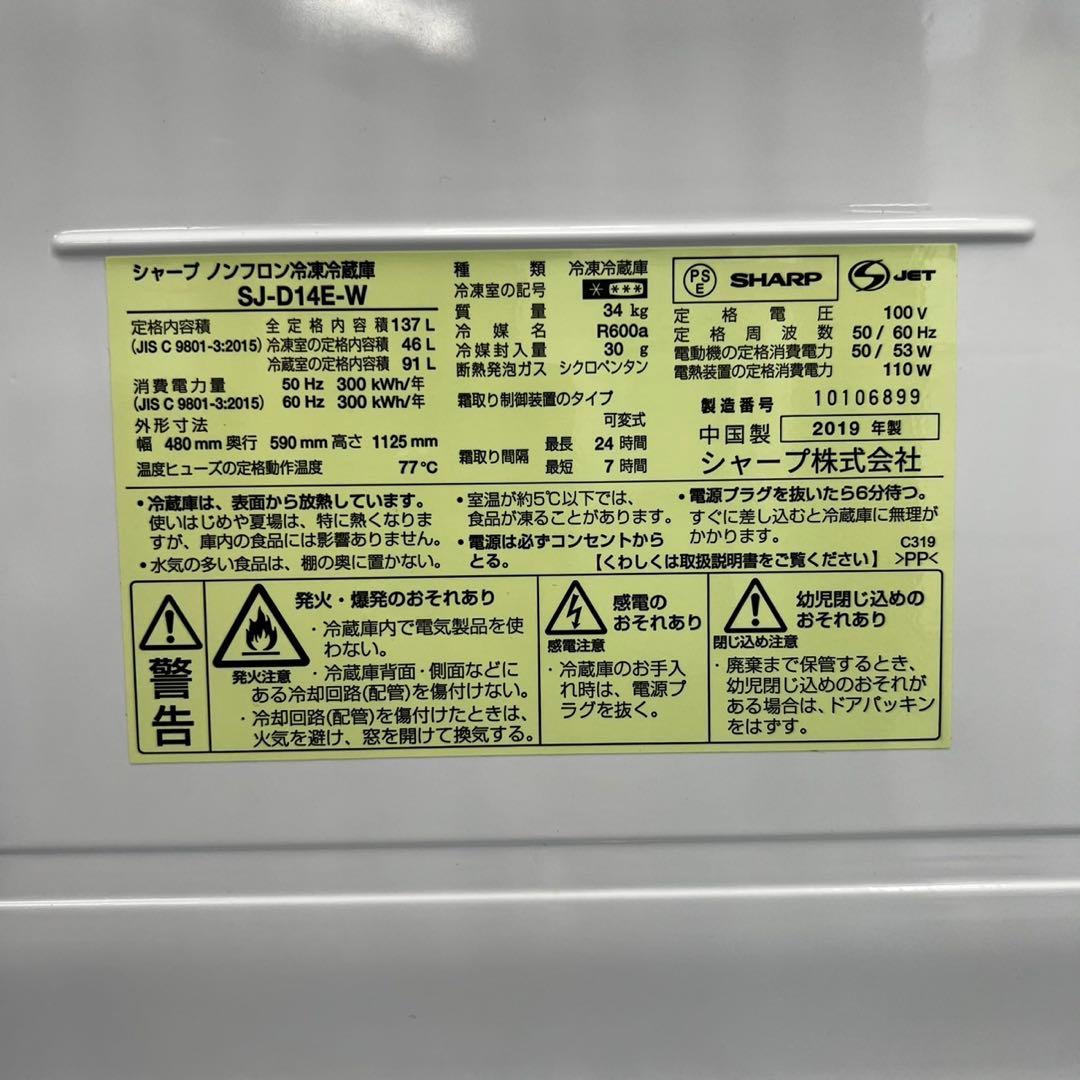 シャープ ノンフロン冷凍冷蔵庫
SJ-D14E-W
定格内容積 全定格内容積 137 L
(JIS C 9801-3:2015) 冷凍室の定格内容積 46 L
冷蔵室の定格内容積 91 L
消費電力量 50 Hz 300 kWh/年
(JIS C 9801-3:2015) 60 Hz 300 kWh/年
外形寸法
幅 480 mm 奥行 590 mm 高さ 1125 mm
温度ヒューズの定格動作温度 77℃
種類 冷凍冷蔵庫
冷凍室の記号 * ***
質量 34 kg
冷媒名 R600a
冷媒封入量 30 g
断熱発泡ガス シクロペンタン
霜取り制御装置のタイプ
可変式
霜取り間隔 最長 24 時間
最短 7 時間
PS E SHARP S JET
定格電圧 100 V
定格周波数 50 / 60 Hz
電動機の定格消費電力 50 / 53 W
電熱装置の定格消費電力 110 W
製造番号 10106899
中国製 2019 年製
シャープ株式会社
・冷蔵庫は、表面から放熱しています。
使いはじめや夏場は、特に熱くなりま
すが、庫内の食品には影響ありません。
・水気の多い食品は、棚の奥に置かない。
・室温が約5℃以下では、
食品が凍ることがあります。
・電源は必ずコンセントから
とる。
・電源プラグを抜いたら6分待つ。
すぐに差し込むと冷蔵庫に無理が
かかります。
C319
【くわしくは取扱説明書をご覧ください】 >PP<
警告
発火・爆発のおそれあり
発火注意
・冷蔵庫内で電気製品を使
わない。
・冷蔵庫背面・側面などに
ある冷却回路(配管)を傷付けない。
・冷却回路(配管)を傷付けたときは、
火気を避け、窓を開けて換気する。
感電の
おそれあり
感電注意
・冷蔵庫のお手入
れ時は、電源プ
ラグを抜く。
幼児閉じ込めの
おそれあり
閉じ込め注意
・廃棄まで保管するとき、
幼児閉じ込めのおそれが
ある場合は、ドアパッキン
をはずす。